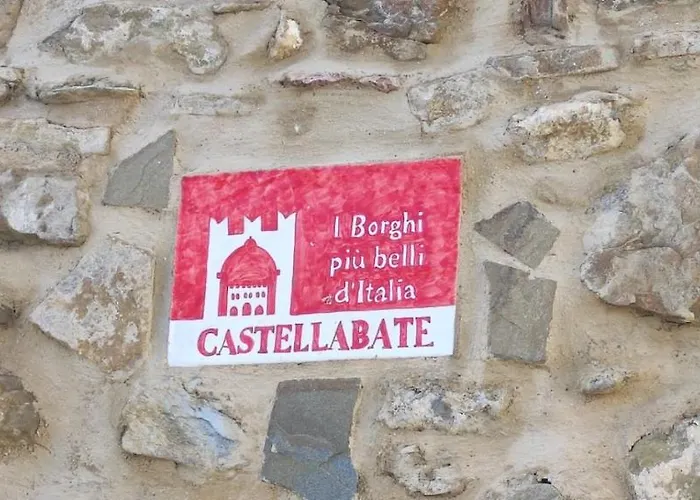 I Borghi
più belli
d'Italia
CASTELLABATE